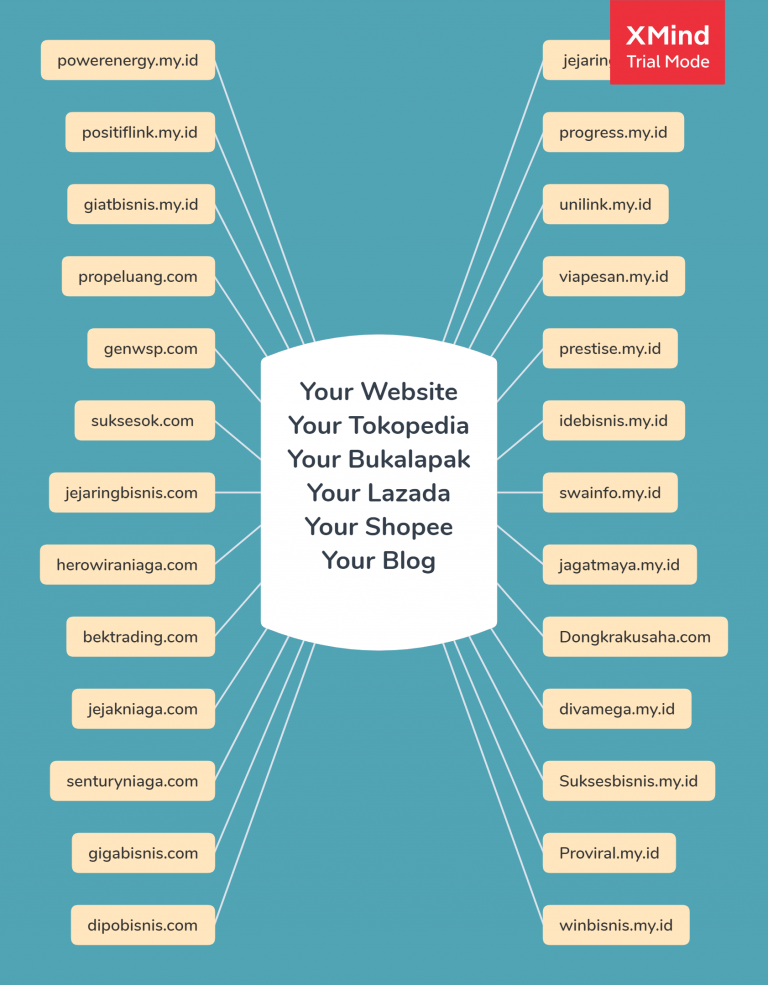 XMind
Trial Mode
powerenergy.my.id
positiflink.my.id
giatbisnis.my.id
propeluang.com
genwsp.com
suksesok.com
jejaringbisnis.com
herowiraniaga.com
bektrading.com
jejakniaga.com
senturyniaga.com
gigabisnis.com
dipobisnis.com
Your Website
Your Tokopedia
Your Bukalapak
Your Lazada
Your Shopee
Your Blog
progress.my.id
unilink.my.id
viapesan.my.id
prestise.my.id
idebisnis.my.id
swainfo.my.id
jagatmaya.my.id
Dongkrakusaha.com
divamega.my.id
Suksesbisnis.my.id
Proviral.my.id
winbisnis.my.id